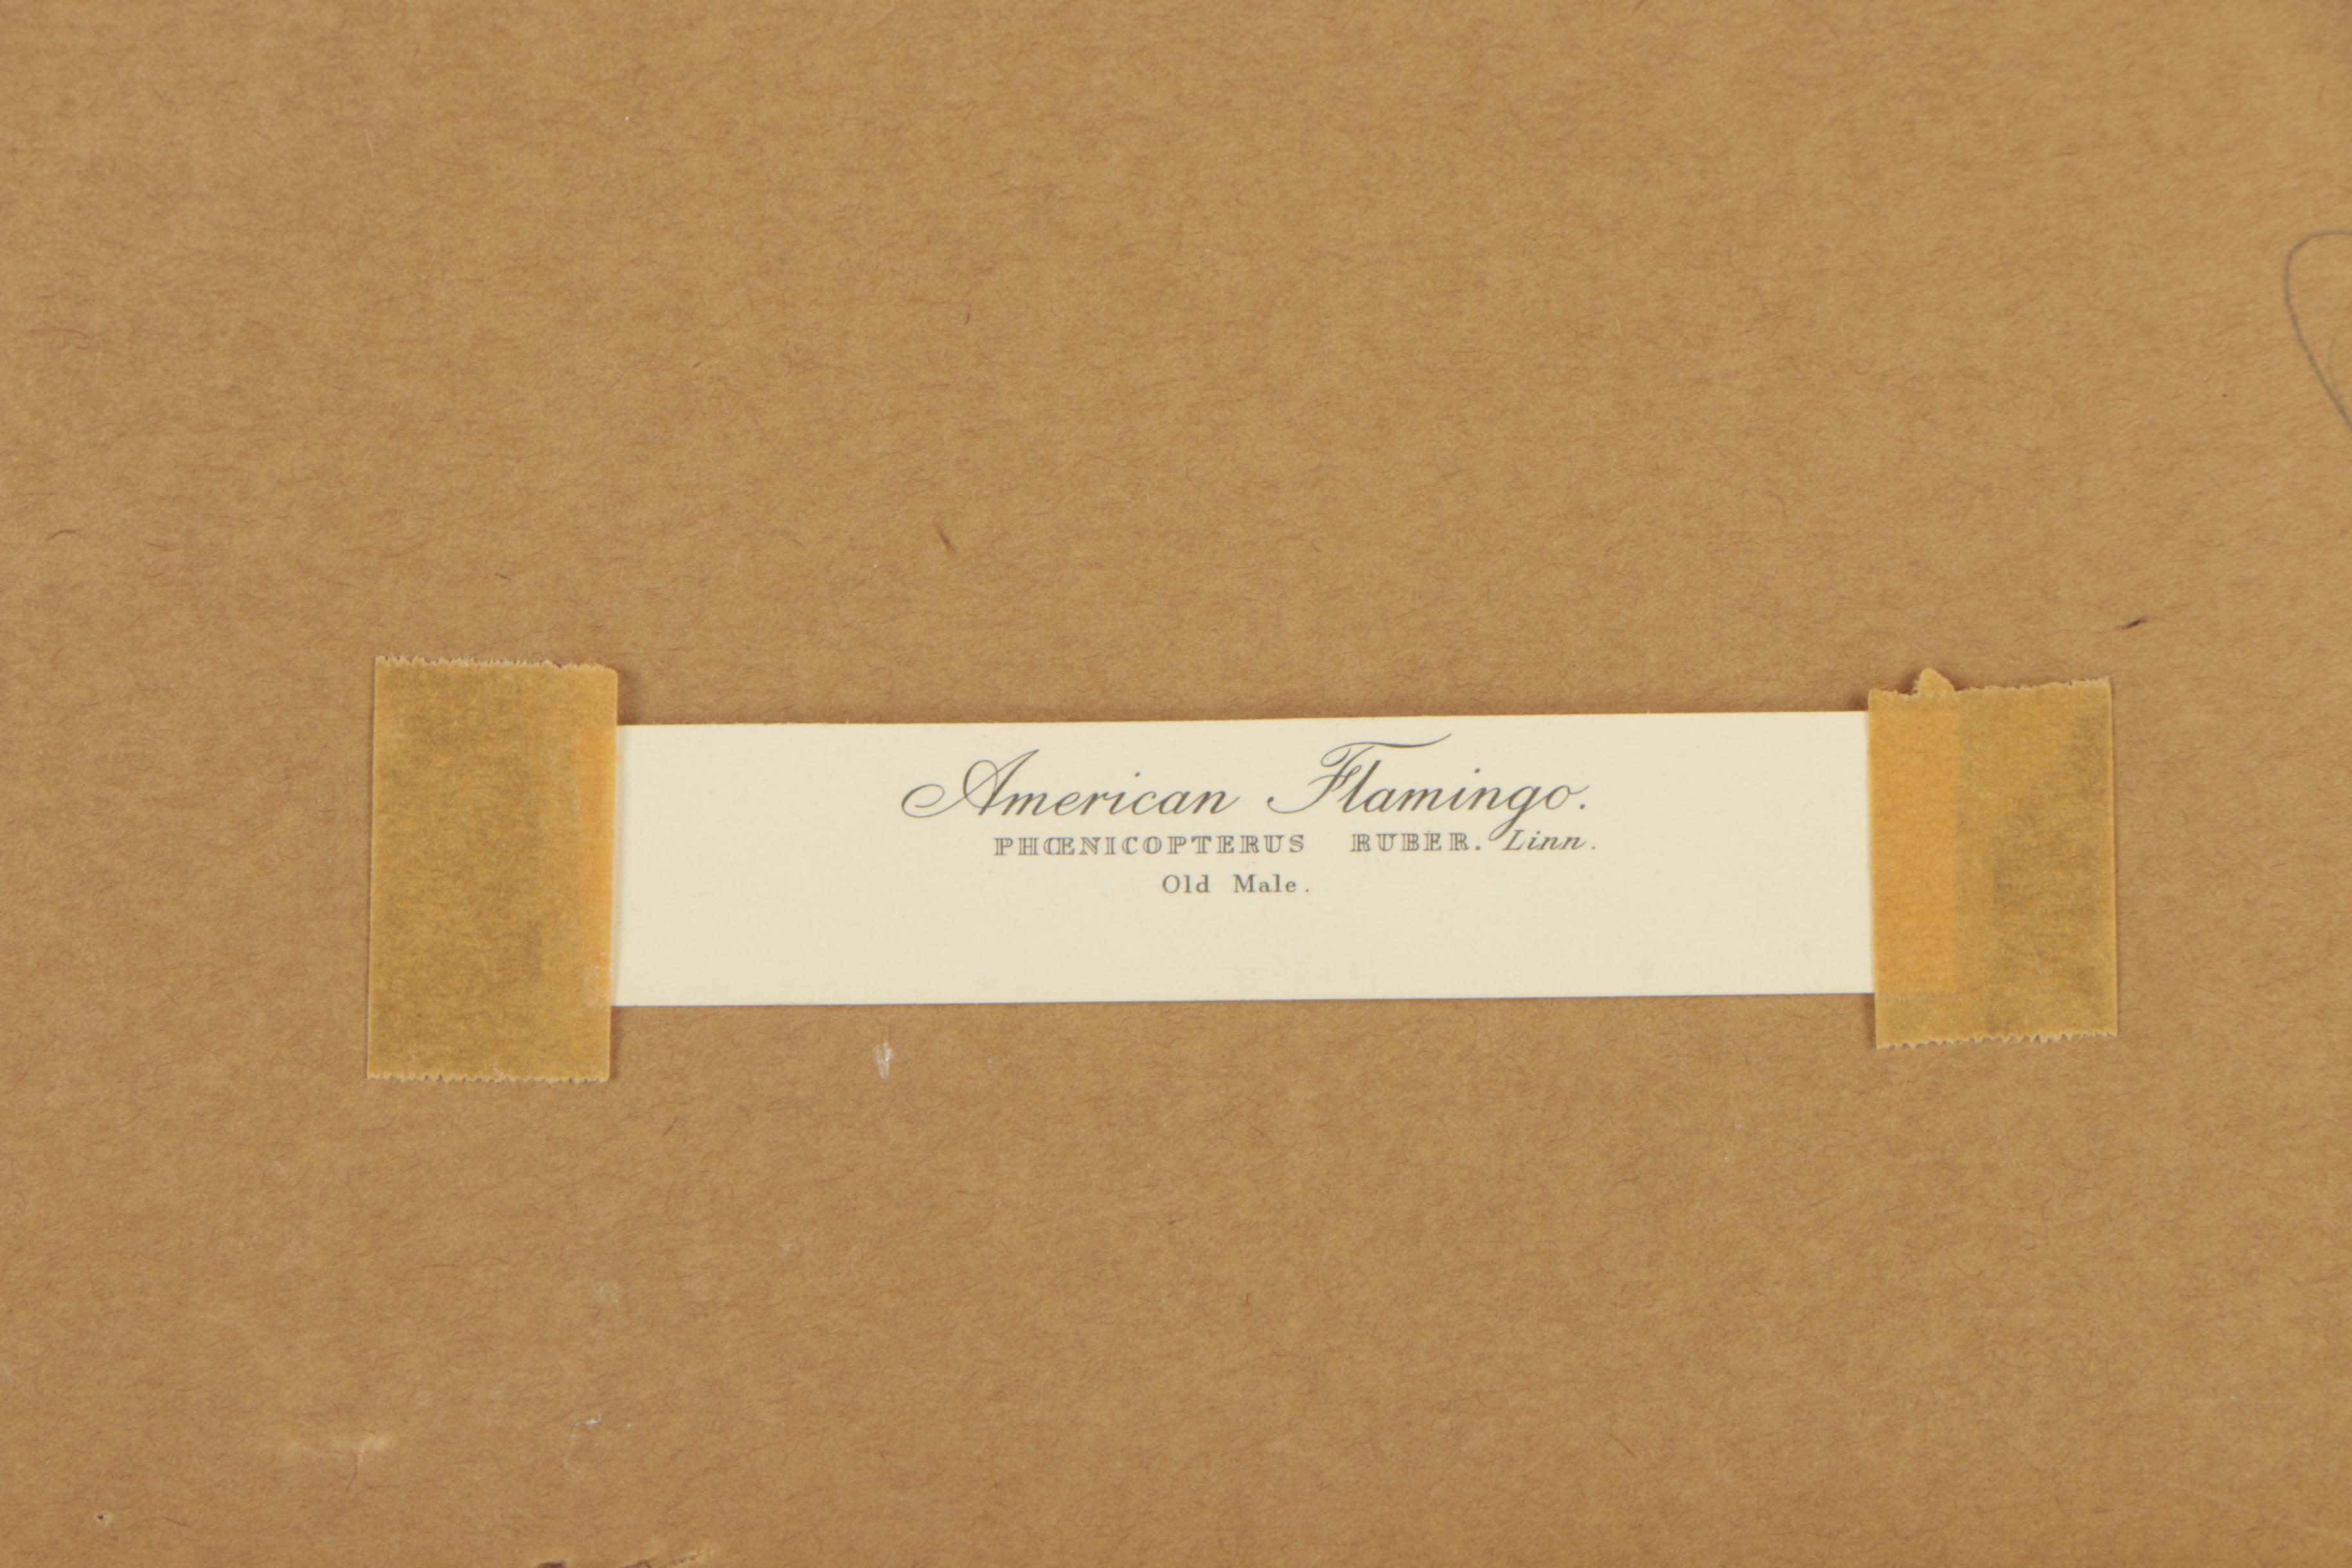 American Flamingo.
PHŒNICOPTERUS RUBER. Linn.
Old Male.